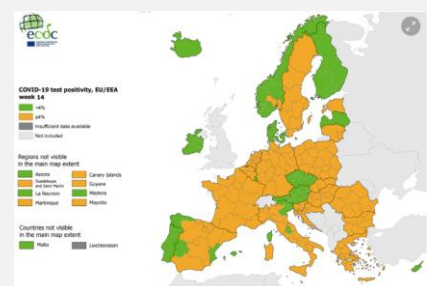 ecdc
COVID-19 test positivity, EU/EEA
week 14
<4%
≥4%
Insufficient data available
Not included
Regions not visible
in the main map extent
Azores
Canary Islands
Guadeloupe
and Saint Martin
Guyane
La Reunion
Madeira
Martinique
Mayotte
Countries not visible
in the main map extent
Malta
Liechtenstein